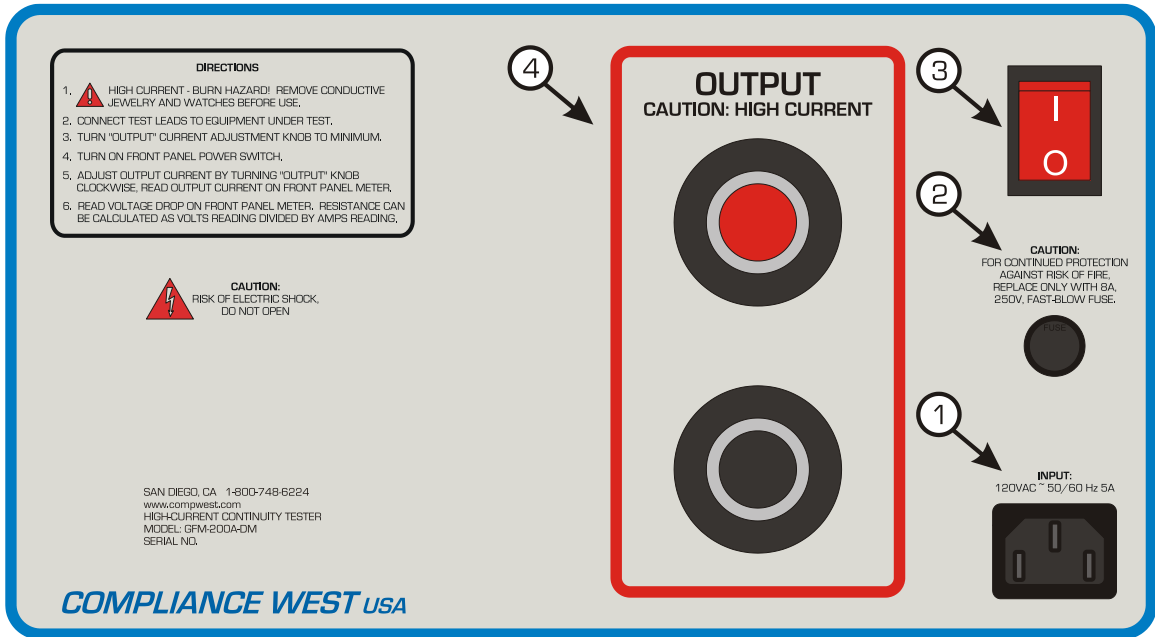 DIRECTIONS
1. HIGH CURRENT - BURN HAZARD! REMOVE CONDUCTIVE
JEWELRY AND WATCHES BEFORE USE.
2. CONNECT TEST LEADS TO EQUIPMENT UNDER TEST.
3. TURN "OUTPUT" CURRENT ADJUSTMENT KNOB TO MINIMUM.
4. TURN ON FRONT PANEL POWER SWITCH.
5. ADJUST OUTPUT CURRENT BY TURNING "OUTPUT" KNOB
CLOCKWISE, READ OUTPUT CURRENT ON FRONT PANEL METER.
6. READ VOLTAGE DROP ON FRONT PANEL METER. RESISTANCE CAN
BE CALCULATED AS VOLTS READING DIVIDED BY AMPS READING.
CAUTION:
RISK OF ELECTRIC SHOCK,
DO NOT OPEN
SAN DIEGO, CA 1-800-748-6224
www.compwest.com
HIGH-CURRENT CONTINUITY TESTER
MODEL: GFM-200A-DM
SERIAL NO.
COMPLIANCE WEST USA
4
OUTPUT
CAUTION: HIGH CURRENT
3
I
O
2
CAUTION:
FOR CONTINUED PROTECTION
AGAINST RISK OF FIRE,
REPLACE ONLY WITH 8A,
250V, FAST-BLOW FUSE.
FUSE
1
INPUT:
120VAC ~ 50/60 Hz 5A